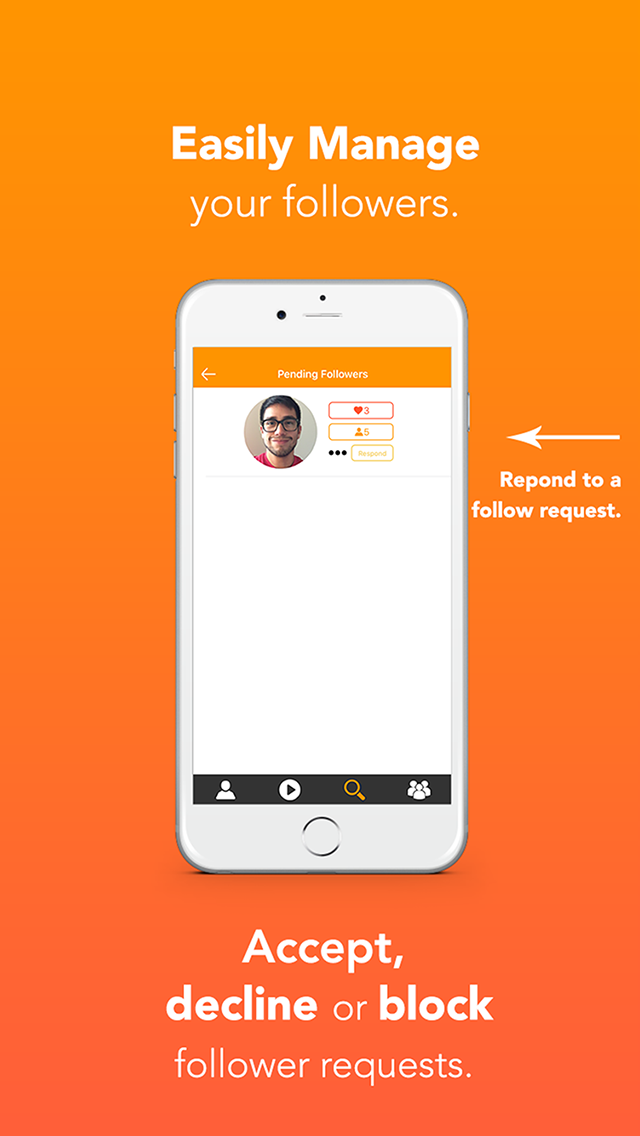 Easily Manage
your followers.
Pending Followers
3
5
Respond
Repond to a
follow request.
Accept,
decline or block
follower requests.